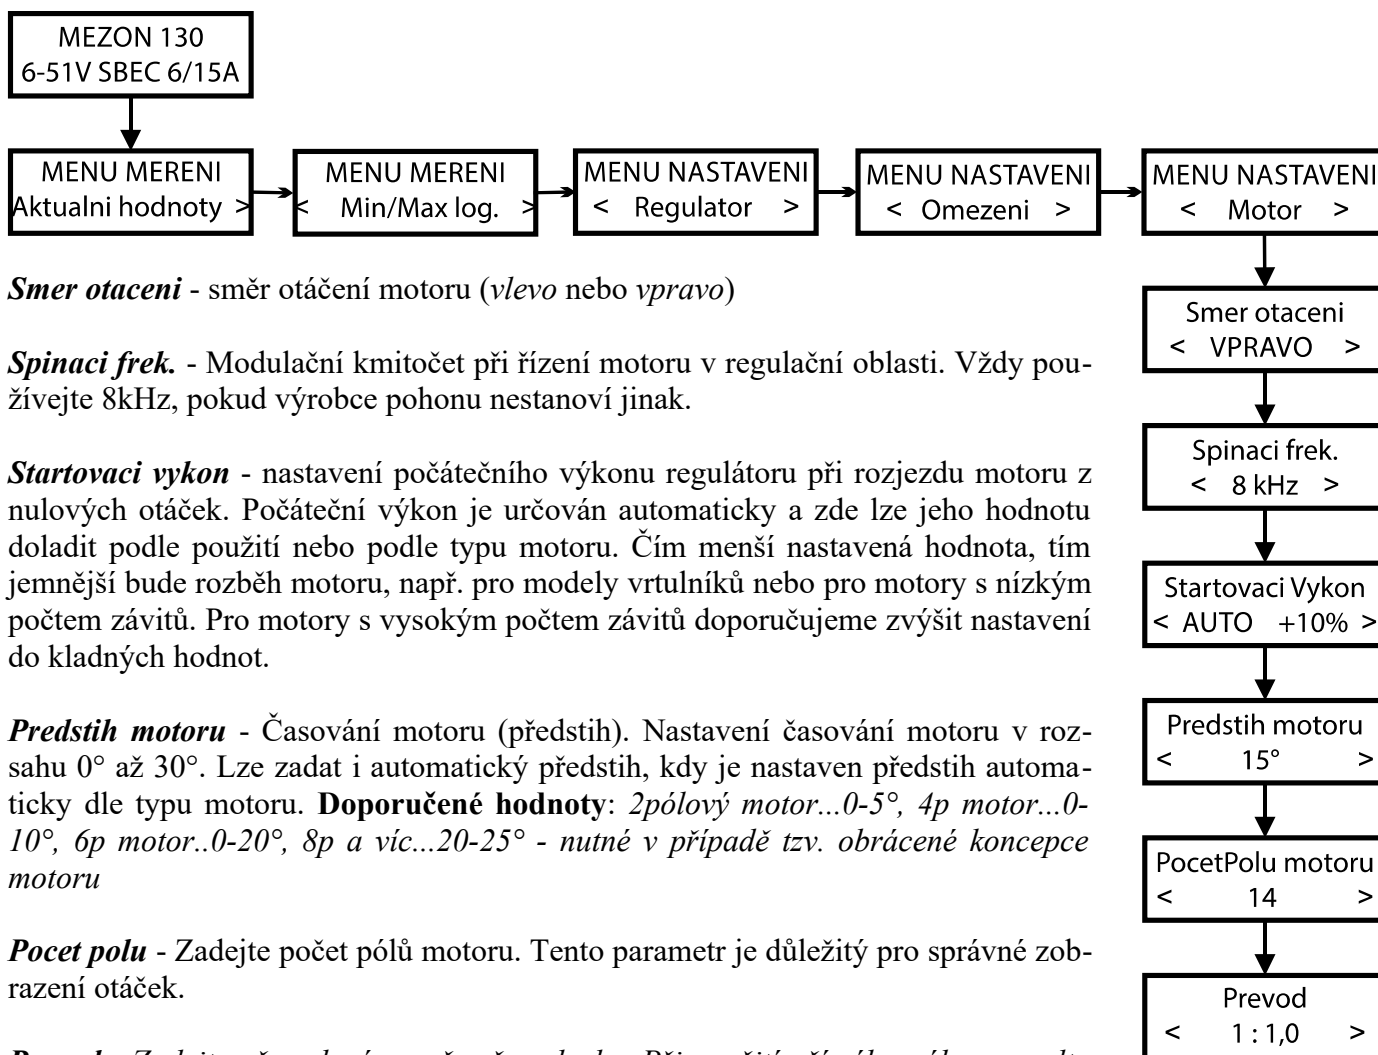 MEZON 130
6-51V SBEC 6/15A
MENU MERENI
Aktualni hodnoty >
MENU MERENI
< Min/Max log. >
MENU NASTAVENI
< Regulator >
MENU NASTAVENI
< Omezeni >
MENU NASTAVENI
< Motor >
Smer otaceni - směr otáčení motoru (vlevo nebo vpravo)
Spinaci frek. - Modulační kmitočet při řízení motoru v regulační oblasti. Vždy pou-
žívejte 8kHz, pokud výrobce pohonu nestanoví jinak.
Startovaci vykon - nastavení počátečního výkonu regulátoru při rozjezdu motoru z
nulových otáček. Počáteční výkon je určován automaticky a zde lze jeho hodnotu
doladit podle použití nebo podle typu motoru. Čím menší nastavená hodnota, tím
jemnější bude rozběh motoru, např. pro modely vrtulníků nebo pro motory s nízkým
počtem závitů. Pro motory s vysokým počtem závitů doporučujeme zvýšit nastavení
do kladných hodnot.
Predstih motoru - Časování motoru (předstih). Nastavení časování motoru v roz-
sahu 0° až 30°. Lze zadat i automatický předstih, kdy je nastaven předstih automa-
ticky dle typu motoru. Doporučené hodnoty: 2pólový motor...0-5°, 4p motor...0-
10°, 6p motor..0-20°, 8p a víc...20-25° - nutné v případě tzv. obrácené koncepce
motoru
Pocet polu - Zadejte počet pólů motoru. Tento parametr je důležitý pro správné zob-
razení otáček.
Smer otaceni
< VPRAVO >
Spinaci frek.
< 8 kHz >
Startovaci Vykon
< AUTO +10% >
Predstih motoru
< 15° >
PocetPolu motoru
< 14 >
Prevod
< 1 : 1,0 >